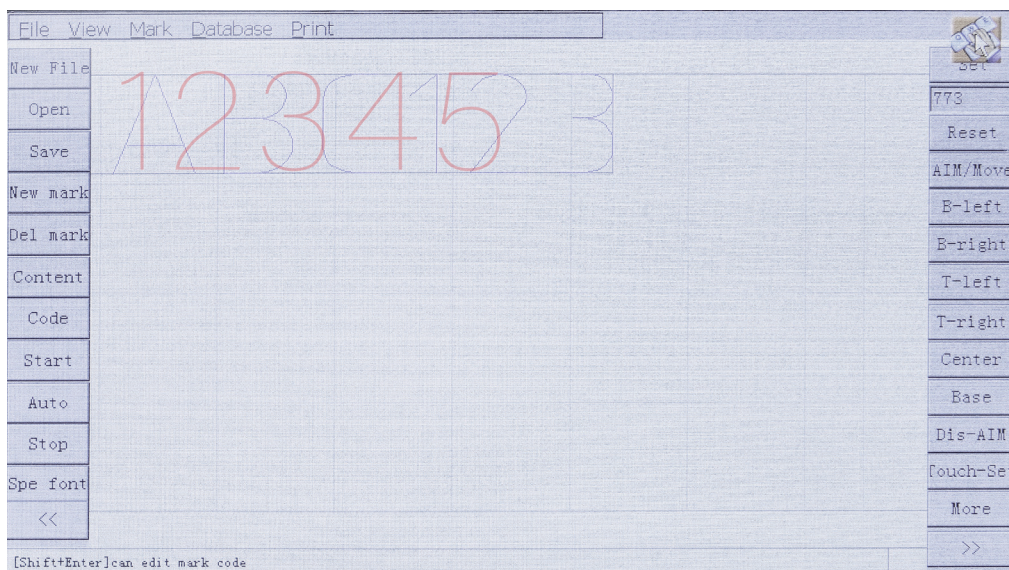 File View Mark Database Print
New File
Open
Save
New mark
Del mark
Content
Code
Start
Auto
Stop
Spe font
<<
12345
ABC123
Set
773
Reset
AIM/Move
B-left
B-right
T-left
T-right
Center
Base
Dis-AIM
Touch-Se
More
>>
[Shift+Enter]can edit mark code